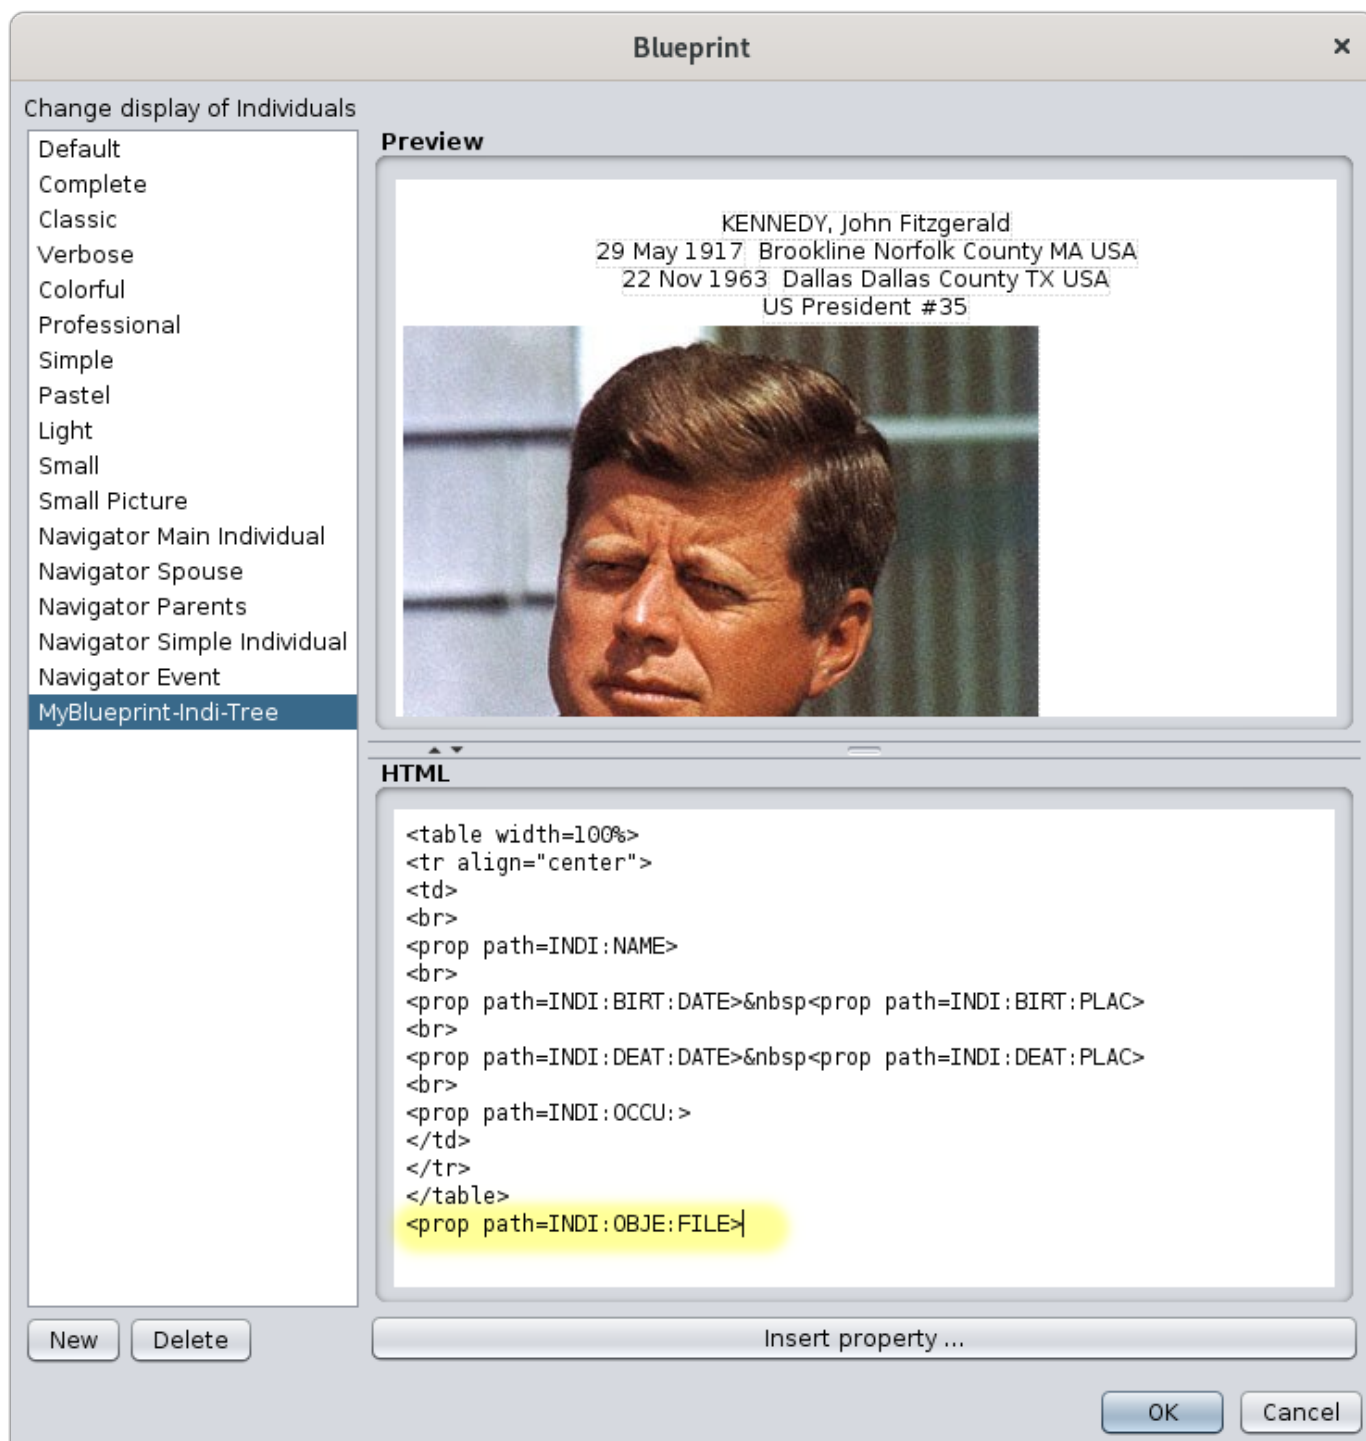 Blueprint
Change display of Individuals
Default
Complete
Classic
Verbose
Colorful
Professional
Simple
Pastel
Light
Small
Small Picture
Navigator Main Individual
Navigator Spouse
Navigator Parents
Navigator Simple Individual
Navigator Event
MyBlueprint-Indi-Tree
New Delete
Preview
KENNEDY, John Fitzgerald
29 May 1917 Brookline Norfolk County MA USA
22 Nov 1963 Dallas Dallas County TX USA
US President #35
HTML
<table width=100%>
<tr align="center">
<td>
<br>
<prop path=INDI:NAME>
<br>
<prop path=INDI:BIRT:DATE>&nbsp<prop path=INDI:BIRT:PLAC>
<br>
<prop path=INDI:DEAT:DATE>&nbsp<prop path=INDI:DEAT:PLAC>
<br>
<prop path=INDI:OCCU:>
</td>
</tr>
</table>
<prop path=INDI:OBJE:FILE>
Insert property ...
OK Cancel